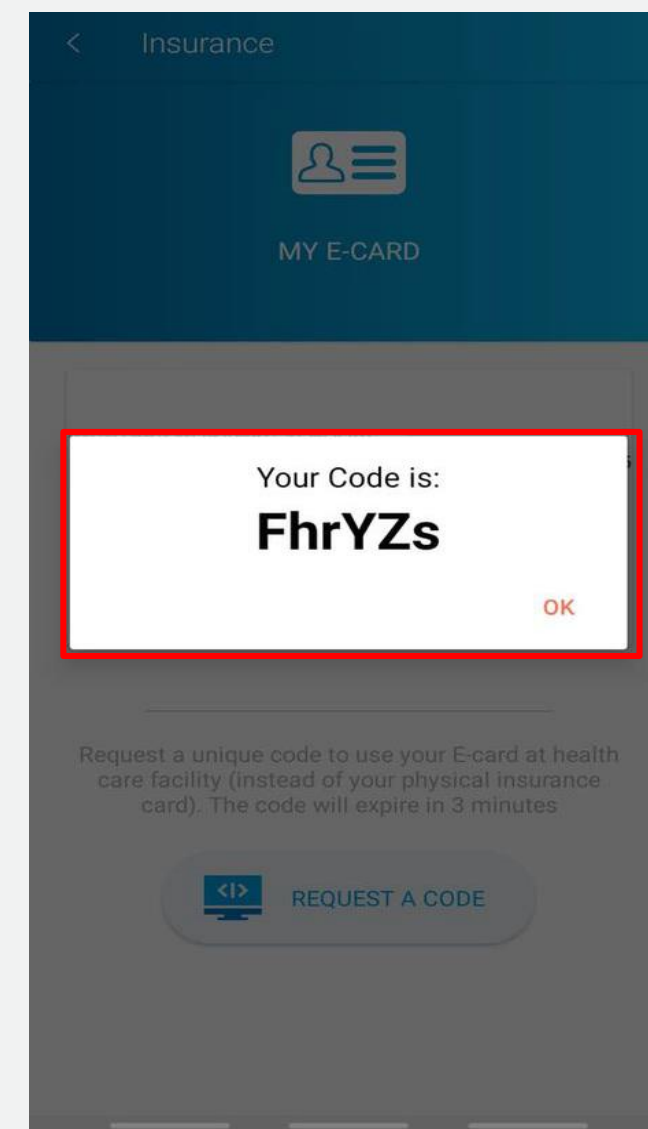 Insurance
MY E-CARD
Your Code is:
FhrYZs
OK
Request a unique code to use your E-card at health
care facility (instead of your physical insurance
card). The code will expire in 3 minutes
REQUEST A CODE